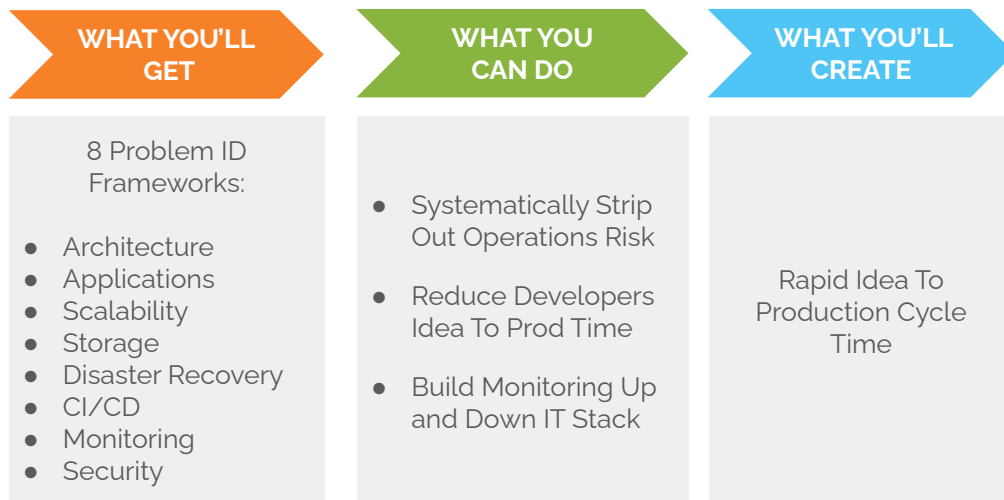 WHAT YOU’LL
GET
8 Problem ID
Frameworks:
● Architecture
● Applications
● Scalability
● Storage
● Disaster Recovery
● CI/CD
● Monitoring
● Security
WHAT YOU
CAN DO
● Systematically Strip
Out Operations Risk
● Reduce Developers
Idea To Prod Time
● Build Monitoring Up
and Down IT Stack
WHAT YOU’LL
CREATE
Rapid Idea To
Production Cycle
Time